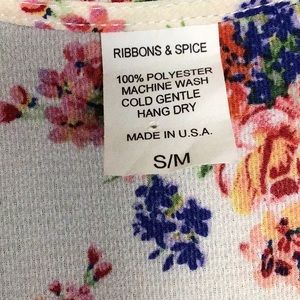 RIBBONS & SPICE
100% POLYESTER
MACHINE WASH
COLD GENTLE
HANG DRY
MADE IN U.S.A.
S/M